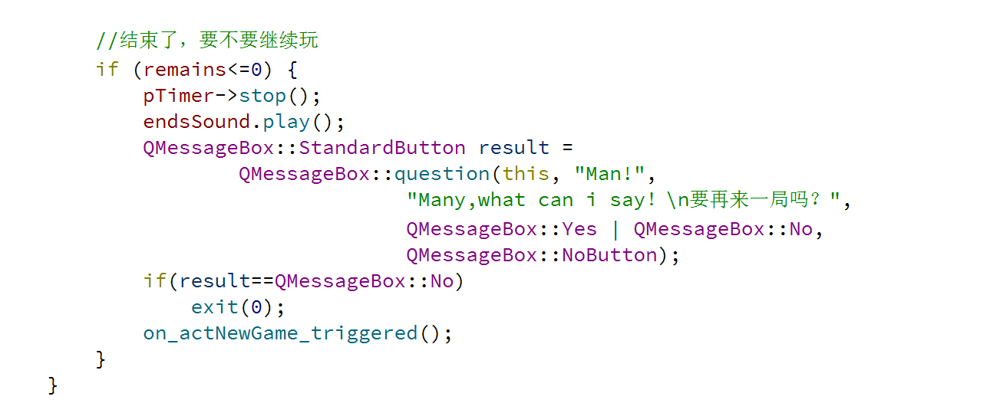 //结束了，要不要继续玩
if (remains<=0) {
pTimer->stop();
endsSound.play();
QMessageBox::StandardButton result =
QMessageBox::question(this, "Man!",
"Many,what can i say！\n要再来一局吗？",
QMessageBox::Yes | QMessageBox::No,
QMessageBox::NoButton);
if(result==QMessageBox::No)
exit(0);
on_actNewGame_triggered();
}
}